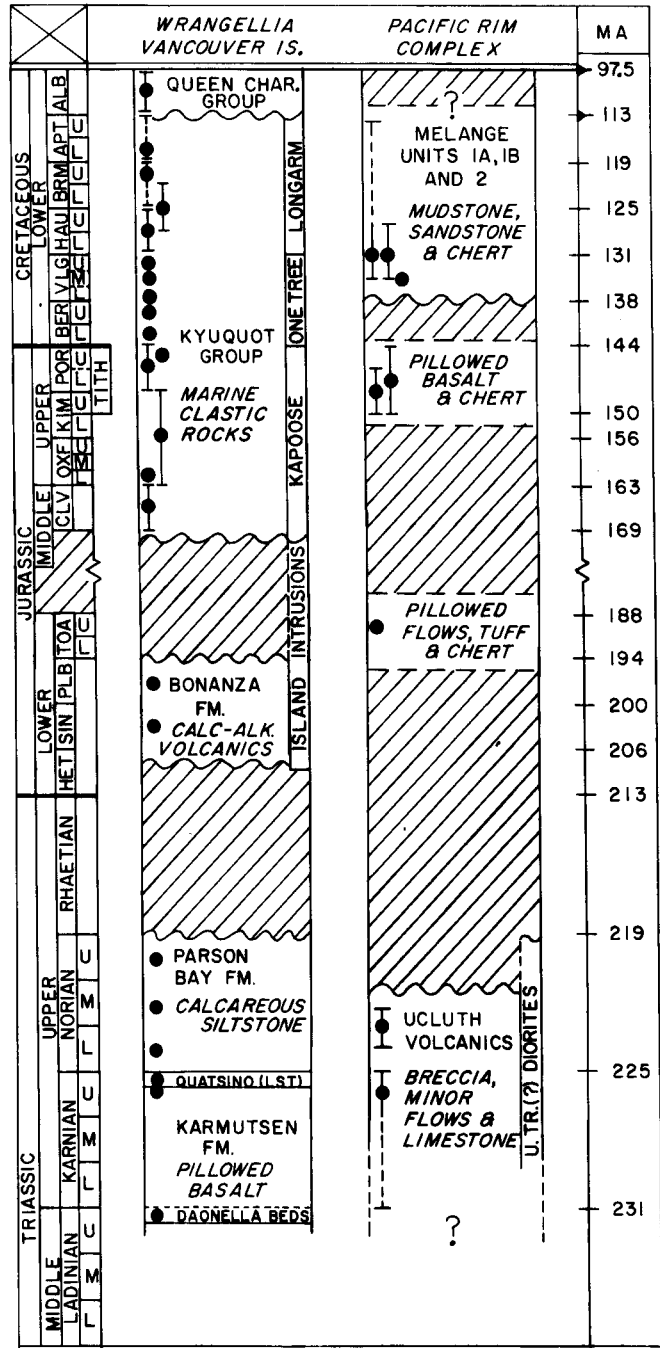 WRANGELLIA
VANCOUVER IS.
PACIFIC RIM
COMPLEX
MA
CRETACEOUS
LOWER
ALB
APT
U
L
BRM
U
L
HAU
U
L
VLG
U
M
L
BER
U
L
JURASSIC
UPPER
POR
U
L
TITH
KIM
U
L
OXF
U
M
L
MIDDLE
CLV
LOWER
TOA
U
L
PLB
SIN
HET
TRIASSIC
UPPER
RHAETIAN
NORIAN
U
M
L
KARNIAN
U
M
L
MIDDLE
LADINIAN
U
M
L
QUEEN CHAR.
GROUP
LONGARM
ONE TREE
KYUQUOT
GROUP
MARINE
CLASTIC
ROCKS
KAPOOSE
ISLAND INTRUSIONS
BONANZA
FM.
CALC-ALK.
VOLCANICS
PARSON
BAY FM.
CALCAREOUS
SILTSTONE
QUATSINO (LST)
KARMUTSEN
FM.
PILLOWED
BASALT
DAONELLA BEDS
?
MELANGE
UNITS 1A, 1B
AND 2
MUDSTONE,
SANDSTONE
& CHERT
PILLOWED
BASALT
& CHERT
PILLOWED
FLOWS, TUFF
& CHERT
UCLUTH
VOLCANICS
BRECCIA,
MINOR
FLOWS &
LIMESTONE
U. TR. (?) DIORITES
?
97.5
113
119
125
131
138
144
150
156
163
169
188
194
200
206
213
219
225
231